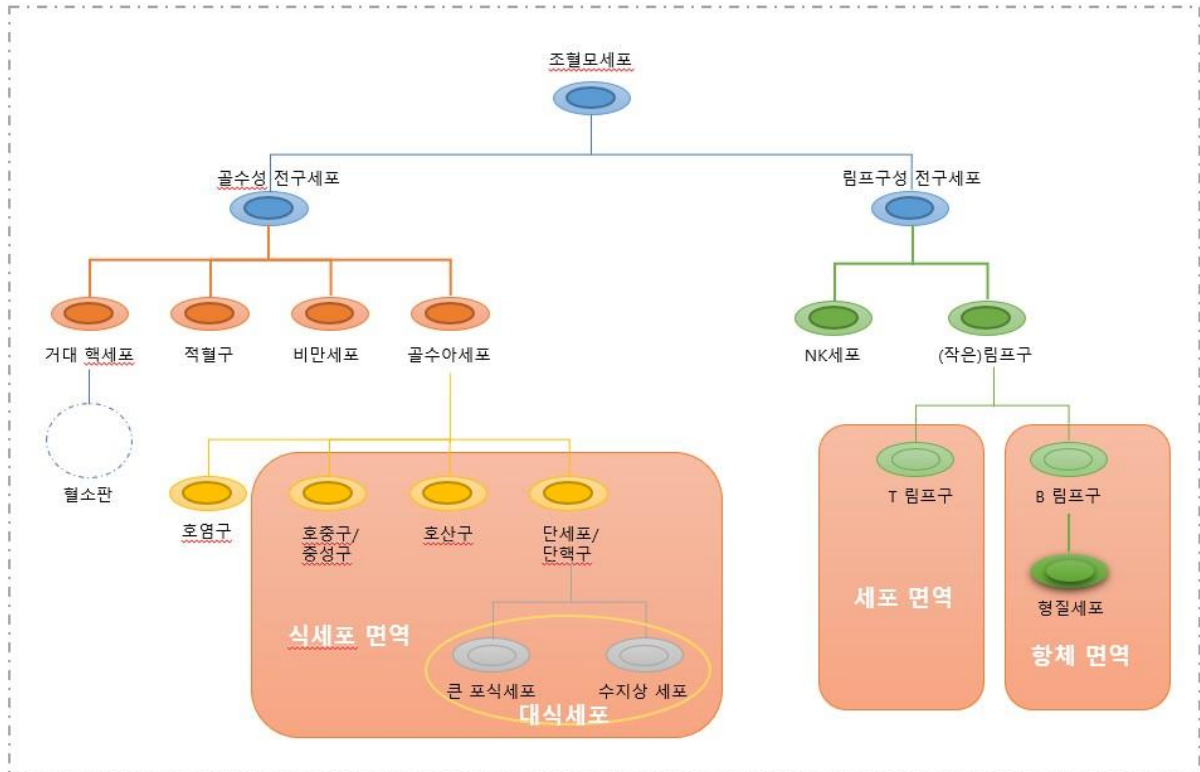 조혈모세포
골수성 전구세포
림프구성 전구세포
거대 핵세포
적혈구
비만세포
골수아세포
NK세포
(작은)림프구
혈소판
호염구
호중구/
중성구
호산구
단세포/
단핵구
T 림프구
B 림프구
형질세포
세포 면역
항체 면역
식세포 면역
큰 포식세포
수지상 세포
대식세포